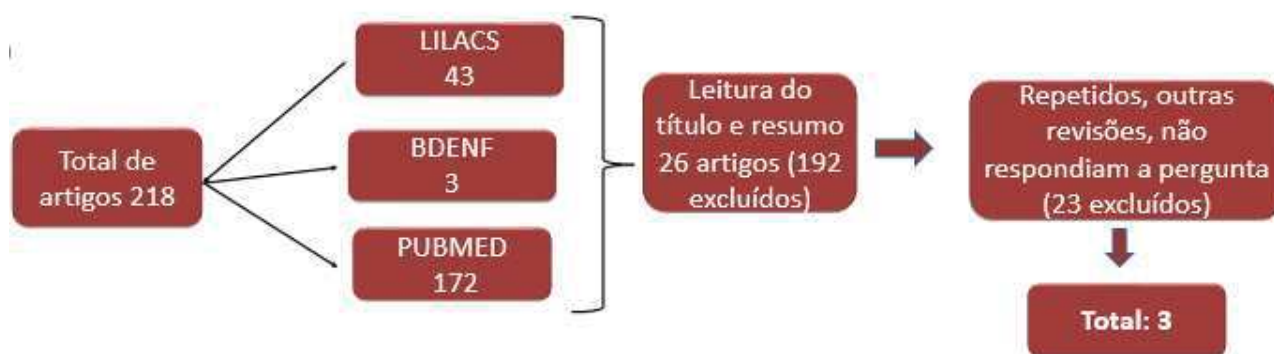 Total de
artigos 218
LILACS
43
BDENF
3
PUBMED
172
Leitura do
título e resumo
26 artigos (192
excluídos)
Repetidos, outras
revisões, não
respondiam a pergunta
(23 excluídos)
Total: 3